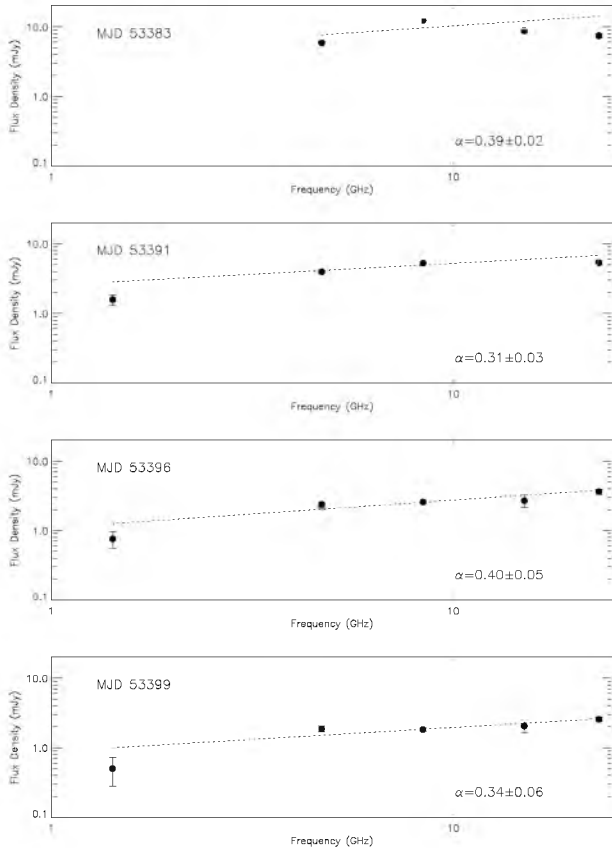 MJD 53383
10.0
1.0
0.1
Flux Density (mJy)
α=0.39±0.02
1
10
Frequency (GHz)
MJD 53391
10.0
1.0
0.1
Flux Density (mJy)
α=0.31±0.03
1
10
Frequency (GHz)
MJD 53396
10.0
1.0
0.1
Flux Density (mJy)
α=0.40±0.05
1
10
Frequency (GHz)
MJD 53399
10.0
1.0
0.1
Flux Density (mJy)
α=0.34±0.06
1
10
Frequency (GHz)